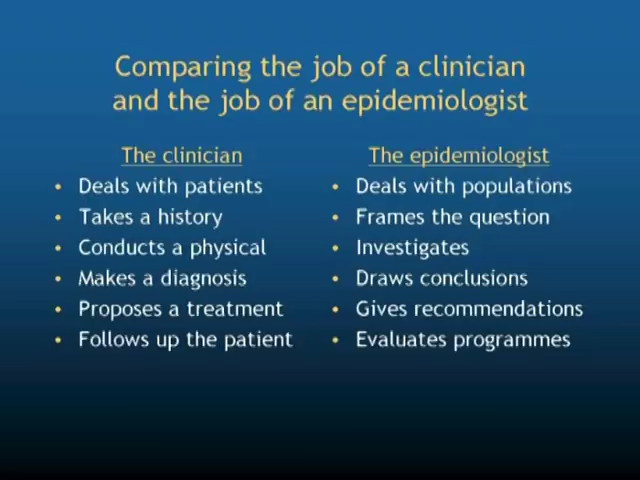 Comparing the job of a clinician
and the job of an epidemiologist
The clinician
• Deals with patients
• Takes a history
• Conducts a physical
• Makes a diagnosis
• Proposes a treatment
• Follows up the patient
The epidemiologist
• Deals with populations
• Frames the question
• Investigates
• Draws conclusions
• Gives recommendations
• Evaluates programmes